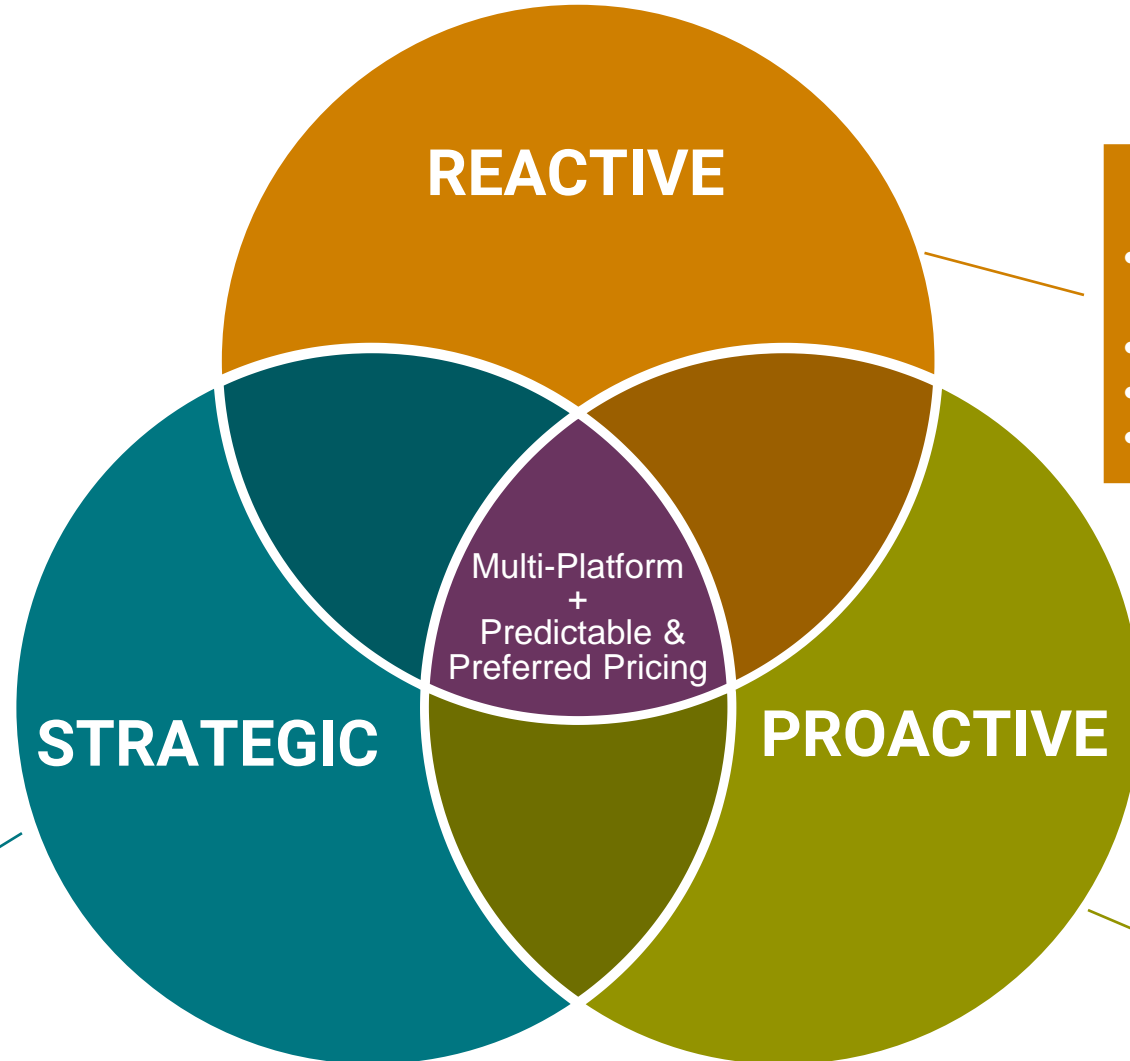 REACTIVE
Multi-Platform
+
Predictable &
Preferred Pricing
STRATEGIC
PROACTIVE